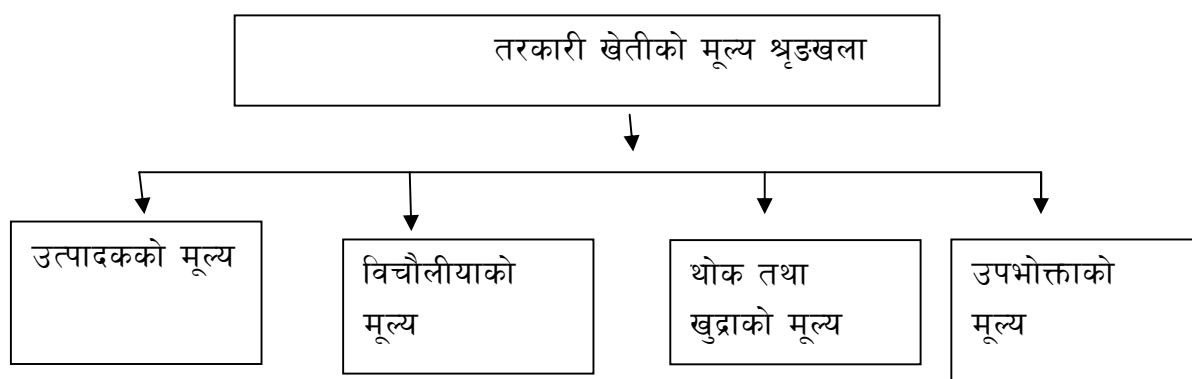 तरकारी खेतीको मूल्य श्रृङखला
उत्पादकको मूल्य
विचौलीयाको
मूल्य
थोक तथा
खुद्राको मूल्य
उपभोक्ताको
मूल्य